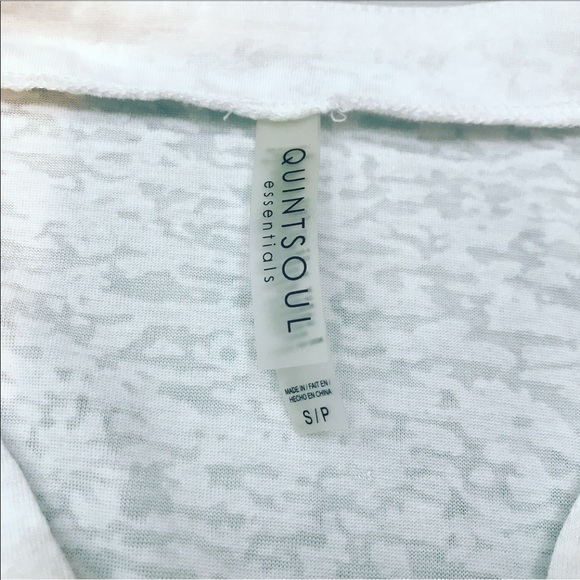 QUINTSOUL
essentials
MADE IN / FAIT EN /
HECHO EN CHINA
S/P